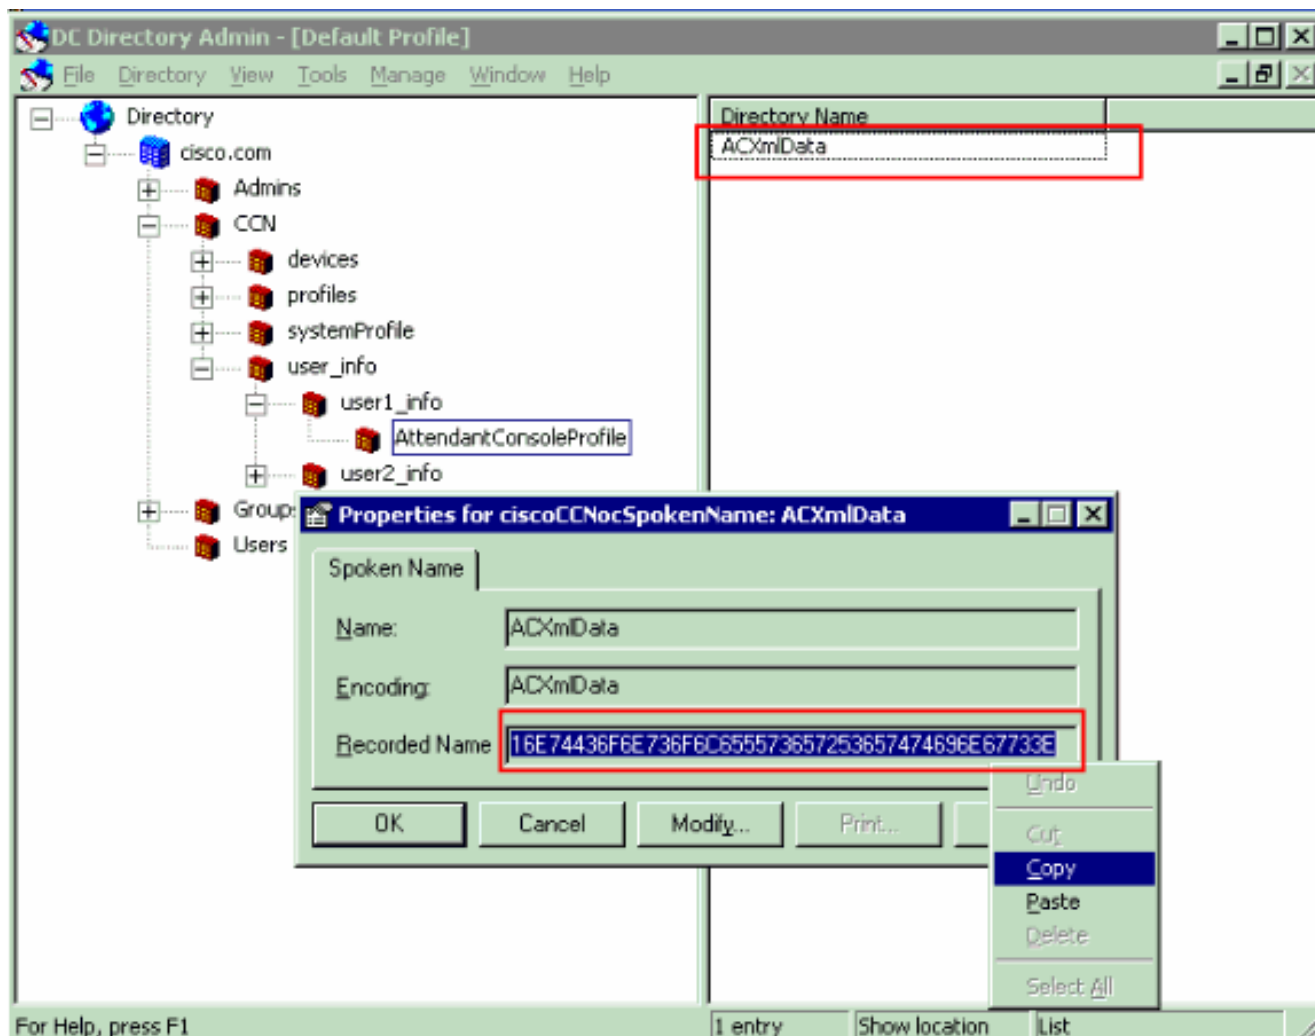 DC Directory Admin - [Default Profile]
File Directory View Tools Manage Window Help
Directory
cisco.com
Admins
CCN
devices
profiles
systemProfile
user_info
user1_info
AttendantConsoleProfile
user2_info
Groups
Users
Directory Name
ACXmlData
Properties for ciscoCCNocSpokenName: ACXmlData
Spoken Name
Name: ACXmlData
Encoding: ACXmlData
Recorded Name 16E74436F6E736F6C655573657253657474696E67733E
OK Cancel Modify... Print...
Undo
Cut
Copy
Paste
Delete
Select All
For Help, press F1 1 entry Show location List